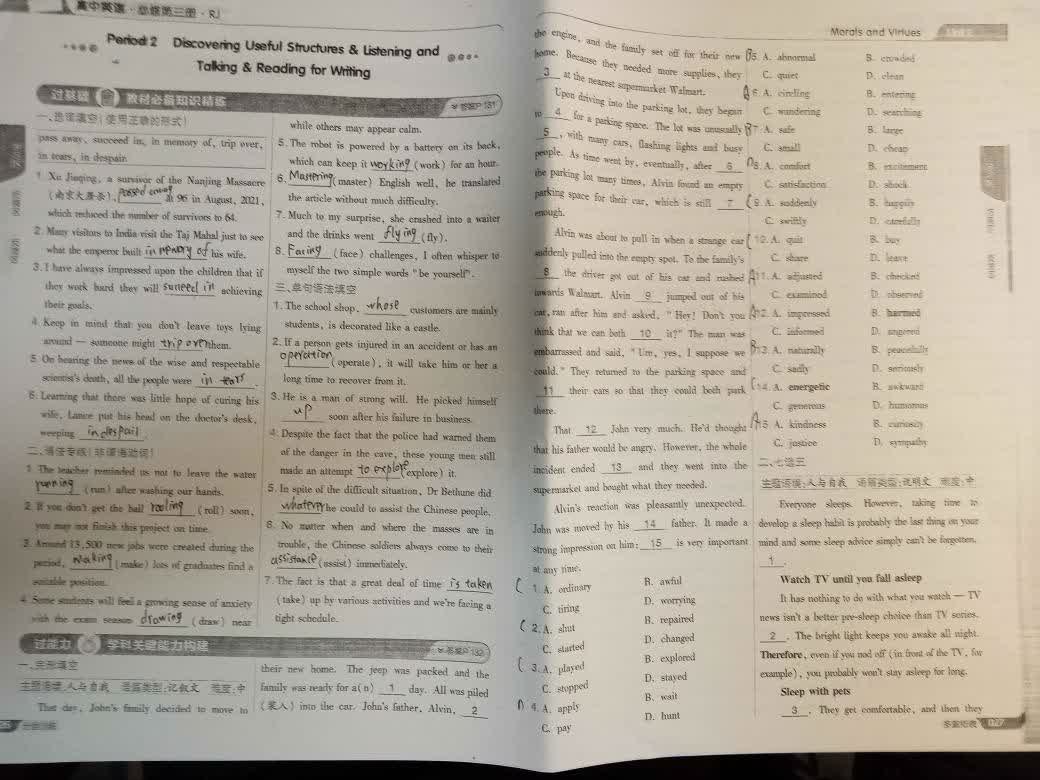 高中英语·必修第三册·RJ
Period 2 Discovering Useful Structures & Listening and
Talking & Reading for Writing
过基础 教材必备知识精练
答案P131
一、选择填空(使用正确的形式)
pass away, succeed in, in memory of, trip over,
in tears, in despair
1. Xu Jiaqing, a survivor of the Nanjing Massacre
(南京大屠杀), passed away at 96 in August, 2021,
which reduced the number of survivors to 64.
2. Many visitors to India visit the Taj Mahal just to see
what the emperor built in memory of his wife.
3. I have always impressed upon the children that if
they work hard they will succeed in achieving
their goals.
4. Keep in mind that you don't leave toys lying
around — someone might trip over them.
5. On hearing the news of the wise and respectable
scientist's death, all the people were in tears.
6. Learning that there was little hope of curing his
wife, Lance put his head on the doctor's desk,
weeping in despair.
二、语法专练(非谓语动词)
1. The teacher reminded us not to leave the water
running (run) after washing our hands.
2. If you don't get the ball rooling (roll) soon,
you may not finish this project on time.
3. Around 13,500 new jobs were created during the
period, making (make) lots of graduates find a
suitable position.
4. Some students will feel a growing sense of anxiety
with the exam season drawing (draw) near
while others may appear calm.
5. The robot is powered by a battery on its back,
which can keep it working (work) for an hour.
6. Mastering (master) English well, he translated
the article without much difficulty.
7. Much to my surprise, she crashed into a waiter
and the drinks went flying (fly).
8. Facing (face) challenges, I often whisper to
myself the two simple words "be yourself".
三、单句语法填空
1. The school shop, whose customers are mainly
students, is decorated like a castle.
2. If a person gets injured in an accident or has an
operation (operate), it will take him or her a
long time to recover from it.
3. He is a man of strong will. He picked himself
up soon after his failure in business.
4. Despite the fact that the police had warned them
of the danger in the cave, these young men still
made an attempt to explore (explore) it.
5. In spite of the difficult situation, Dr Bethune did
whatever he could to assist the Chinese people.
6. No matter when and where the masses are in
trouble, the Chinese soldiers always come to their
assistance (assist) immediately.
7. The fact is that a great deal of time is taken
(take) up by various activities and we're facing a
tight schedule.
过能力 学科关键能力构建
答案P132
一、完形填空
主题语境:人与自我 语篇类型:记叙文 难度:中
That day, John's family decided to move to
their new home. The jeep was packed and the
family was ready for a(n) 1 day. All was piled
(装入) into the car. John's father, Alvin, 2
Morals and Virtues
the engine, and the family set off for their new
home. Because they needed more supplies, they
3 at the nearest supermarket Walmart.
Upon driving into the parking lot, they began
to 4 for a parking space. The lot was unusually
5, with many cars, flashing lights and busy
people. As time went by, eventually, after 6
the parking lot many times, Alvin found an empty
parking space for their car, which is still 7
enough.
Alvin was about to pull in when a strange car
suddenly pulled into the empty spot. To the family's
8 the driver got out of his car and rushed
towards Walmart. Alvin 9 jumped out of his
car, ran after him and asked, "Hey! Don't you
think that we can both 10 it?" The man was
embarrassed and said, "Um, yes, I suppose we
could." They returned to the parking space and
11 their cars so that they could both park
there.
That 12 John very much. He'd thought
that his father would be angry. However, the whole
incident ended 13 and they went into the
supermarket and bought what they needed.
Alvin's reaction was pleasantly unexpected.
John was moved by his 14 father. It made a
strong impression on him: 15 is very important
at any time.
C 1. A. ordinary B. awful
C. tiring D. worrying
C 2. A. shut B. repaired
C. started D. changed
C 3. A. played B. explored
C. stopped D. stayed
D 4. A. apply B. wait
C. pay D. hunt
B 5. A. abnormal B. crowded
C. quiet D. clean
A 6. A. circling B. entering
C. wandering D. searching
B 7. A. safe B. large
C. small D. cheap
D 8. A. comfort B. excitement
C. satisfaction D. shock
C 9. A. suddenly B. happily
C. swiftly D. carefully
C 10. A. quit B. buy
C. share D. leave
A 11. A. adjusted B. checked
C. examined D. observed
A 12. A. impressed B. harmed
C. informed D. angered
B 13. A. naturally B. peacefully
C. sadly D. seriously
C 14. A. energetic B. awkward
C. generous D. humorous
A 15. A. kindness B. curiosity
C. justice D. sympathy
二、七选五
主题语境:人与自我 语篇类型:说明文 难度:中
Everyone sleeps. However, taking time to
develop a sleep habit is probably the last thing on your
mind and some sleep advice simply can't be forgotten.
1.
Watch TV until you fall asleep
It has nothing to do with what you watch — TV
news isn't a better pre-sleep choice than TV series.
2. The bright light keeps you awake all night.
Therefore, even if you nod off (in front of the TV, for
example), you probably won't stay asleep for long.
Sleep with pets
3. They get comfortable, and then they